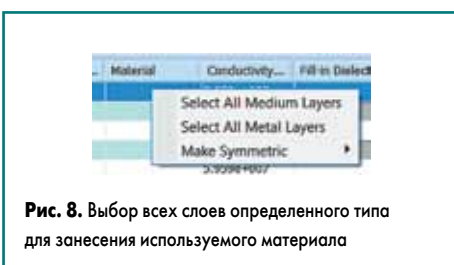 Material Conductivity... Fill-in Dielect
Select All Medium Layers
Select All Metal Layers
Make Symmetric
5.959e+007
Рис. 8. Выбор всех слоев определенного типа
для занесения используемого материала